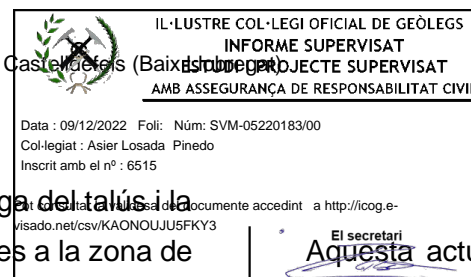 IL·LUSTRE COL·LEGI OFICIAL DE GEÒLEGS
INFORME SUPERVISAT
Castelldefels (Baix Llobregat).
ESTUDI O PROJECTE SUPERVISAT
AMB ASSEGURANÇA DE RESPONSABILITAT CIVIL
Data : 09/12/2022 Foli: Núm: SVM-05220183/00
Col·legiat : Asier Losada Pinedo
Inscrit amb el nº : 6515
ga del talús i la
Pot consultar la validesa del documente accedint a http://icog.e-
visado.net/csv/KAONOUJU5FKY3
El secretari
es a la zona de
Aquesta actu